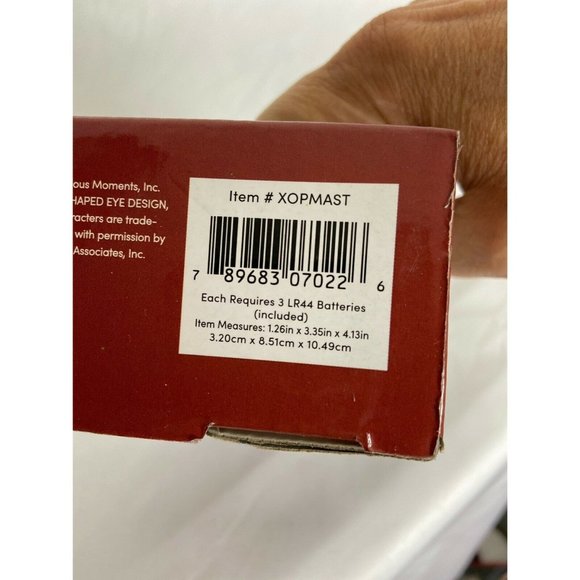 ous Moments, Inc.
HAPED EYE DESIGN,
racters are trade-
with permission by
Associates, Inc.
Item # XOPMAST
7 89683 07022 6
Each Requires 3 LR44 Batteries
(included)
Item Measures: 1.26in x 3.35in x 4.13in
3.20cm x 8.51cm x 10.49cm